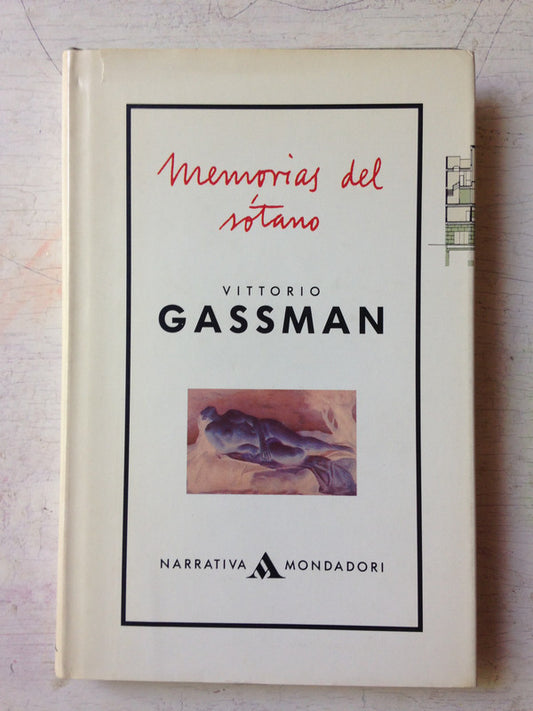 Memorias del
sótano
VITTORIO
GASSMAN
NARRATIVA MONDADORI